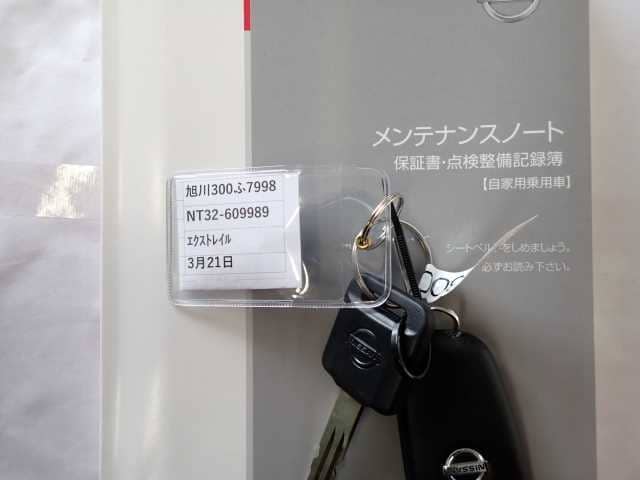 メンテナンスノート
保証書・点検整備記録簿
【自家用乗用車】
旭川300ふ7998
NT32-609989
ｴｸｽﾄﾚｲﾙ
3月21日
シートベルトをしめましょう。
必ずお読み下さい。
NISSAN
NISSAN